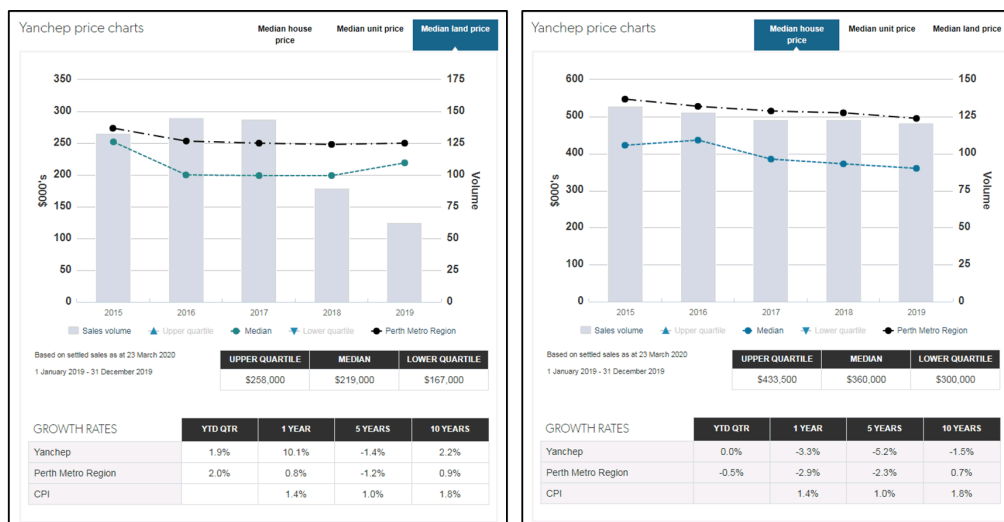 Yanchep price charts
Median house price
Median unit price
Median land price
350
300
250
200
150
100
50
0
$000's
175
150
125
100
75
50
25
0
Volume
2015 2016 2017 2018 2019
Sales volume Upper quartile Median Lower quartile Perth Metro Region
Based on settled sales as at 23 March 2020
1 January 2019 - 31 December 2019
UPPER QUARTILE MEDIAN LOWER QUARTILE
$258,000 $219,000 $167,000
GROWTH RATES YTD QTR 1 YEAR 5 YEARS 10 YEARS
Yanchep 1.9% 10.1% -1.4% 2.2%
Perth Metro Region 2.0% 0.8% -1.2% 0.9%
CPI 1.4% 1.0% 1.8%
Yanchep price charts
Median house price
Median unit price
Median land price
600
500
400
300
200
100
0
$000's
150
125
100
75
50
25
0
Volume
2015 2016 2017 2018 2019
Sales volume Upper quartile Median Lower quartile Perth Metro Region
Based on settled sales as at 23 March 2020
1 January 2019 - 31 December 2019
UPPER QUARTILE MEDIAN LOWER QUARTILE
$433,500 $360,000 $300,000
GROWTH RATES YTD QTR 1 YEAR 5 YEARS 10 YEARS
Yanchep 0.0% -3.3% -5.2% -1.5%
Perth Metro Region -0.5% -2.9% -2.3% 0.7%
CPI 1.4% 1.0% 1.8%